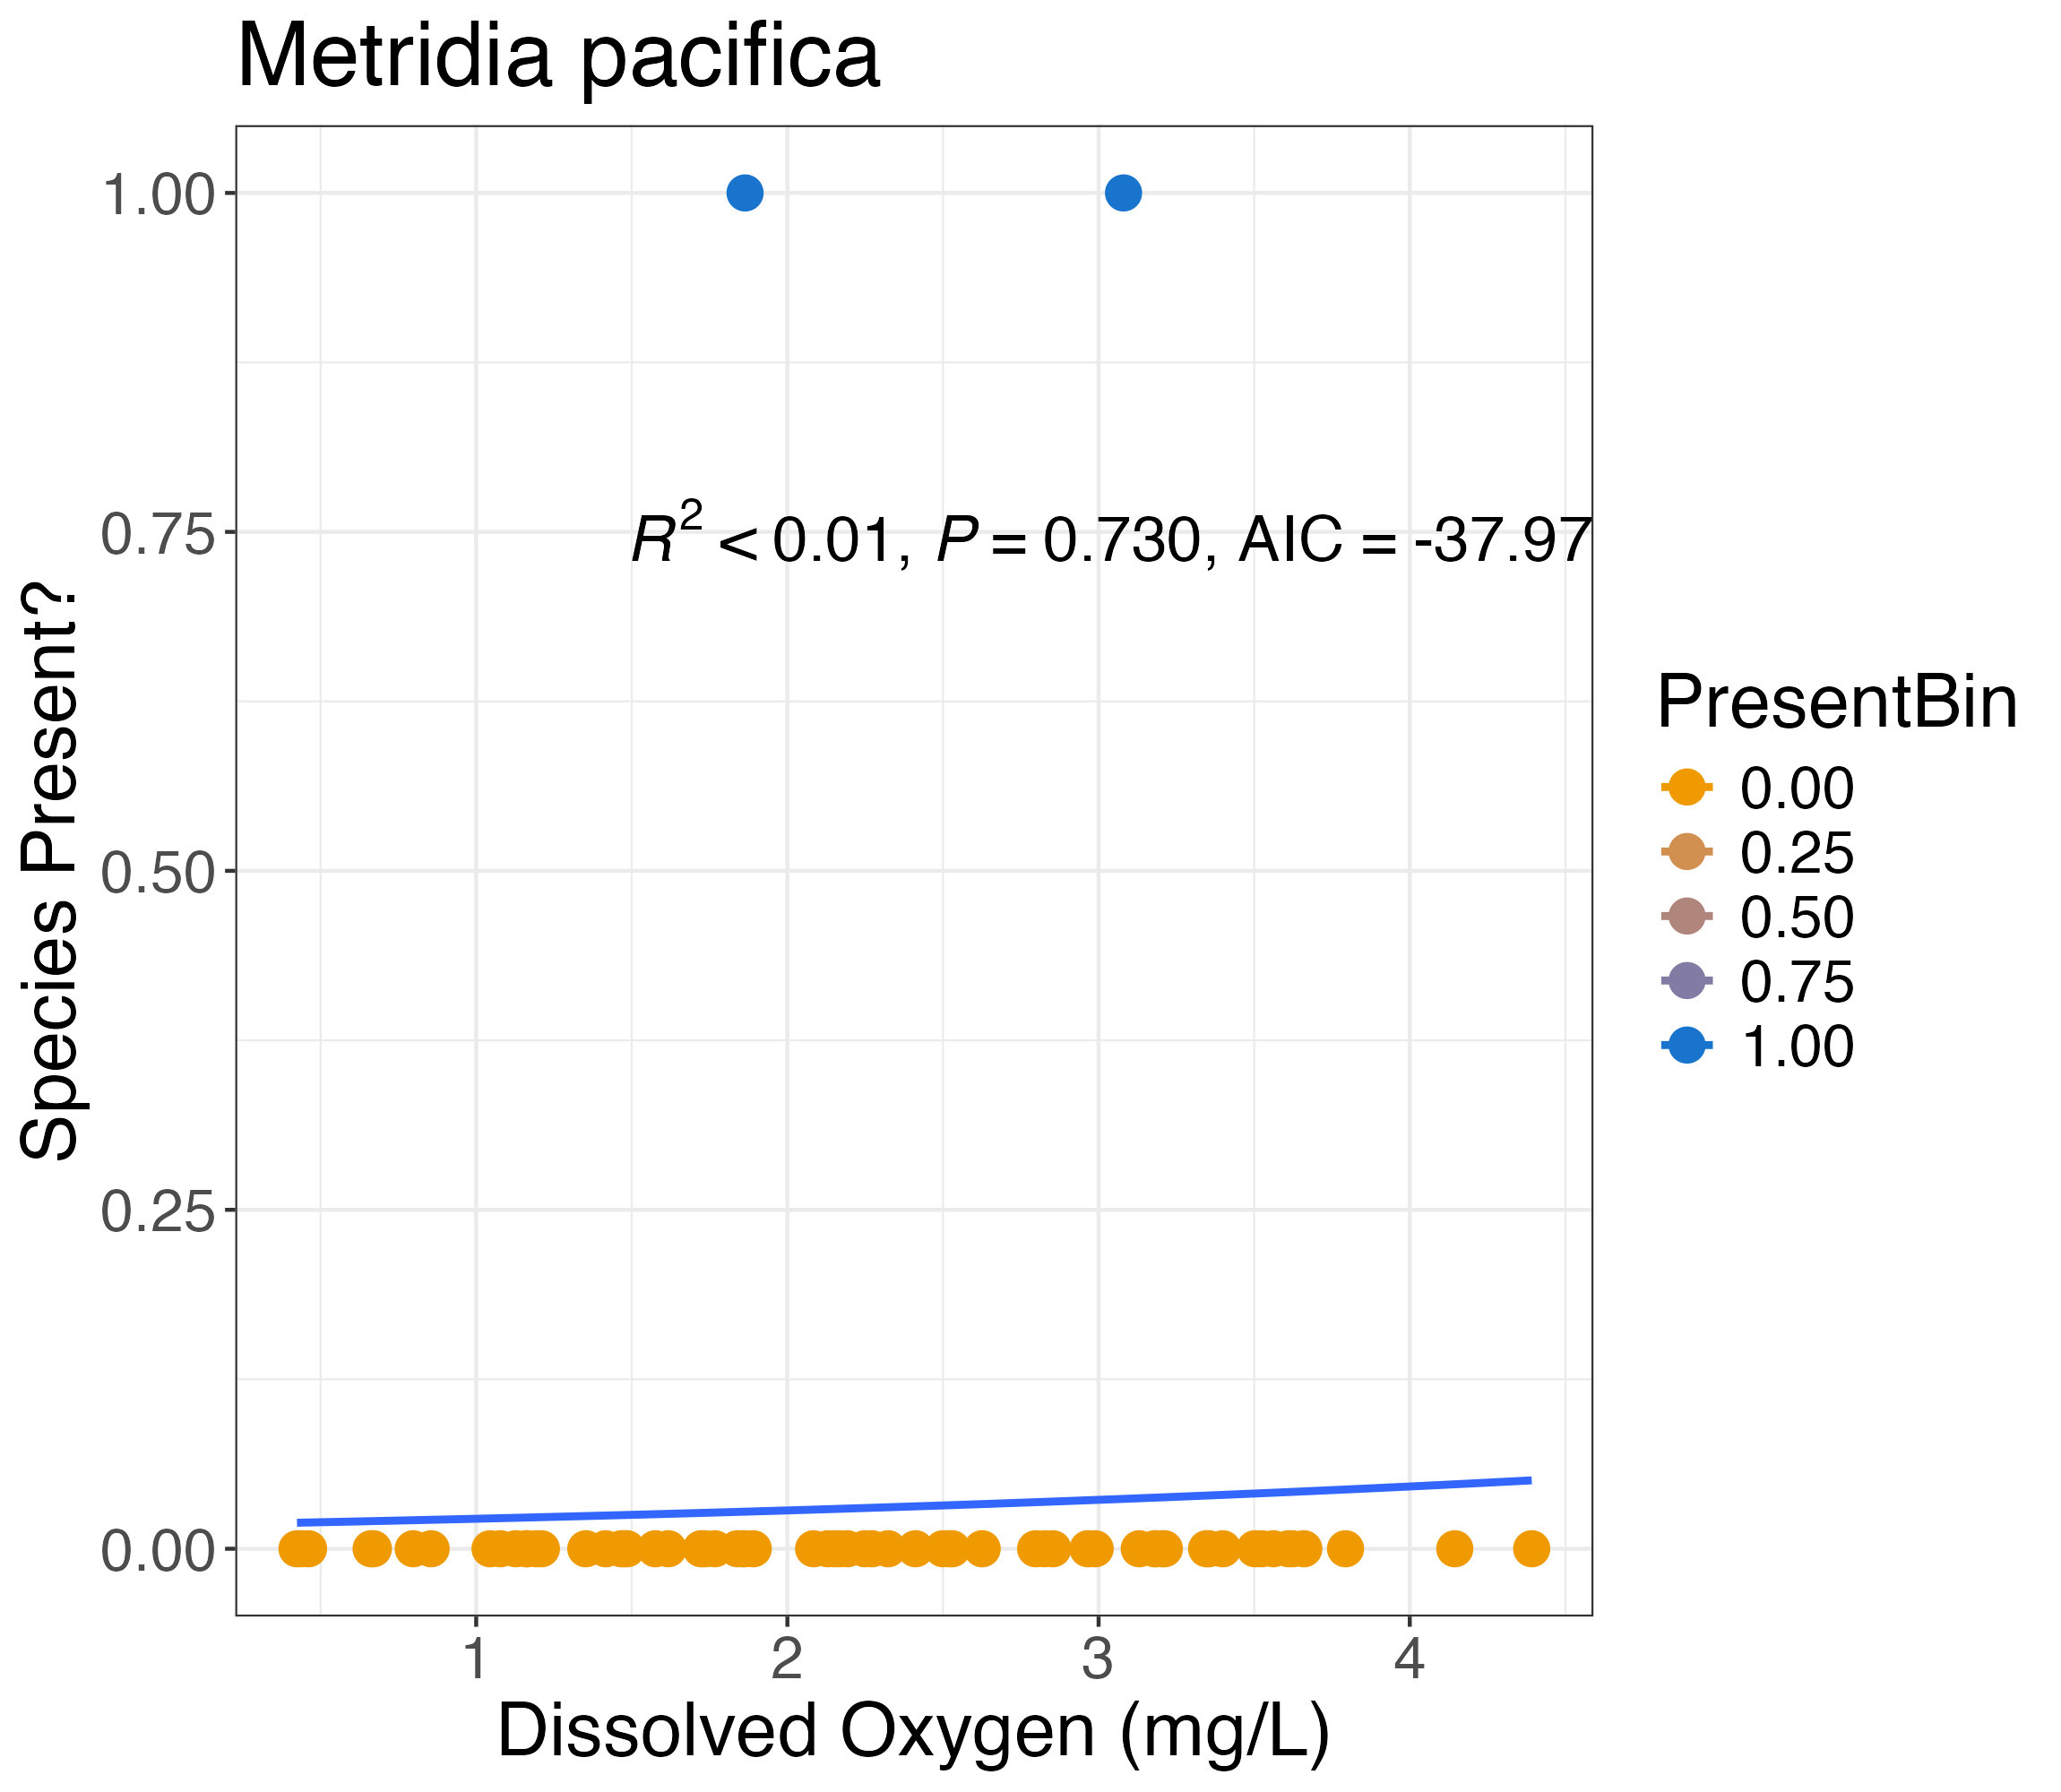 Metridia pacifica
1.00
0.75
0.50
0.25
0.00
Species Present?
R² < 0.01, P = 0.730, AIC = -37.97
1 2 3 4
Dissolved Oxygen (mg/L)
PresentBin
0.00
0.25
0.50
0.75
1.00